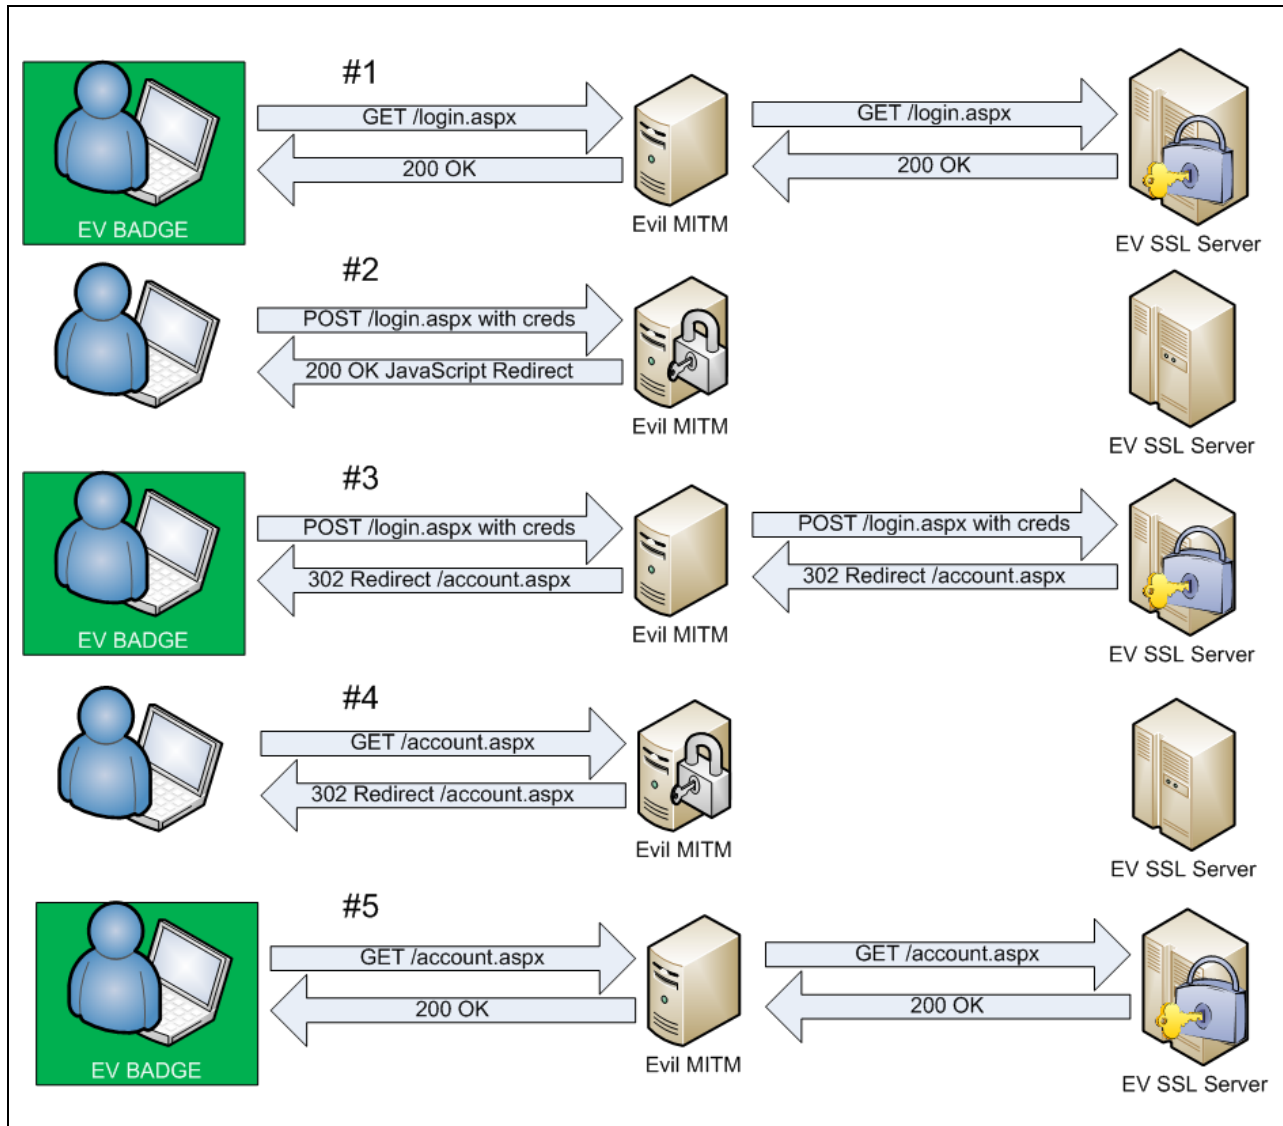 #1
GET /login.aspx
GET /login.aspx
200 OK
200 OK
EV BADGE
Evil MITM
EV SSL Server
#2
POST /login.aspx with creds
200 OK JavaScript Redirect
Evil MITM
EV SSL Server
#3
POST /login.aspx with creds
POST /login.aspx with creds
302 Redirect /account.aspx
302 Redirect /account.aspx
EV BADGE
Evil MITM
EV SSL Server
#4
GET /account.aspx
302 Redirect /account.aspx
Evil MITM
EV SSL Server
#5
GET /account.aspx
GET /account.aspx
200 OK
200 OK
EV BADGE
Evil MITM
EV SSL Server